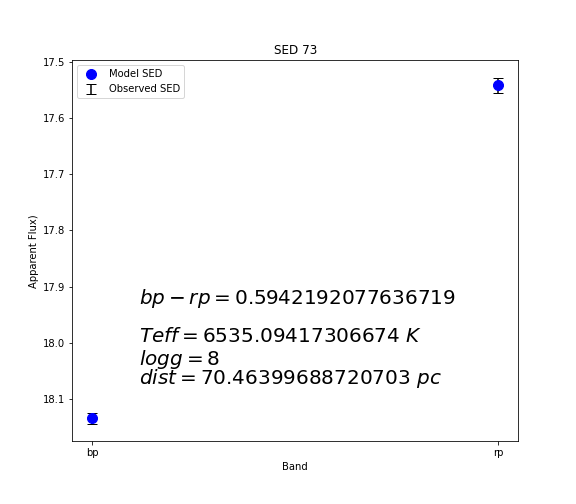 SED 73
Model SED
Observed SED
17.5
17.6
17.7
17.8
17.9
18.0
18.1
Apparent Flux)
bp − rp = 0.5942192077636719
Teff = 6535.09417306674 K
logg = 8
dist = 70.46399688720703 pc
bp
rp
Band